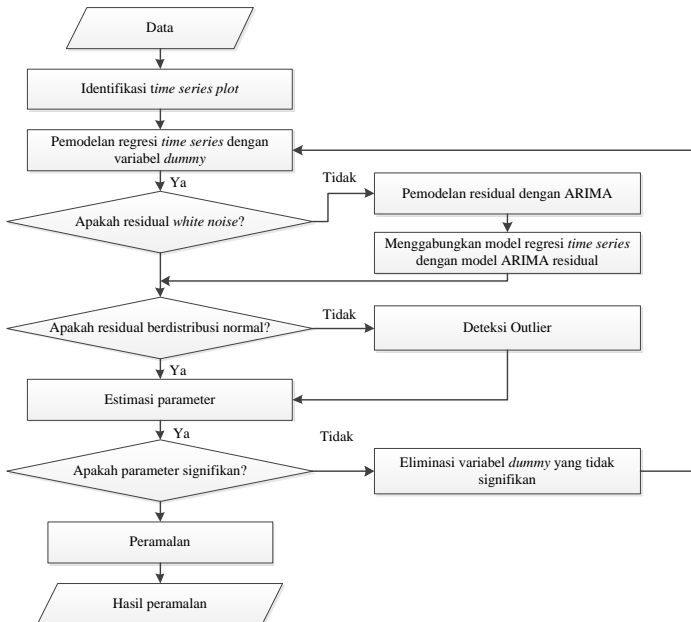 Data
Identifikasi time series plot
Pemodelan regresi time series dengan
variabel dummy
Ya
Tidak
Apakah residual white noise?
Pemodelan residual dengan ARIMA
Menggabungkan model regresi time series
dengan model ARIMA residual
Apakah residual berdistribusi normal?
Tidak
Deteksi Outlier
Ya
Estimasi parameter
Ya
Tidak
Apakah parameter signifikan?
Eliminasi variabel dummy yang tidak
signifikan
Peramalan
Hasil peramalan